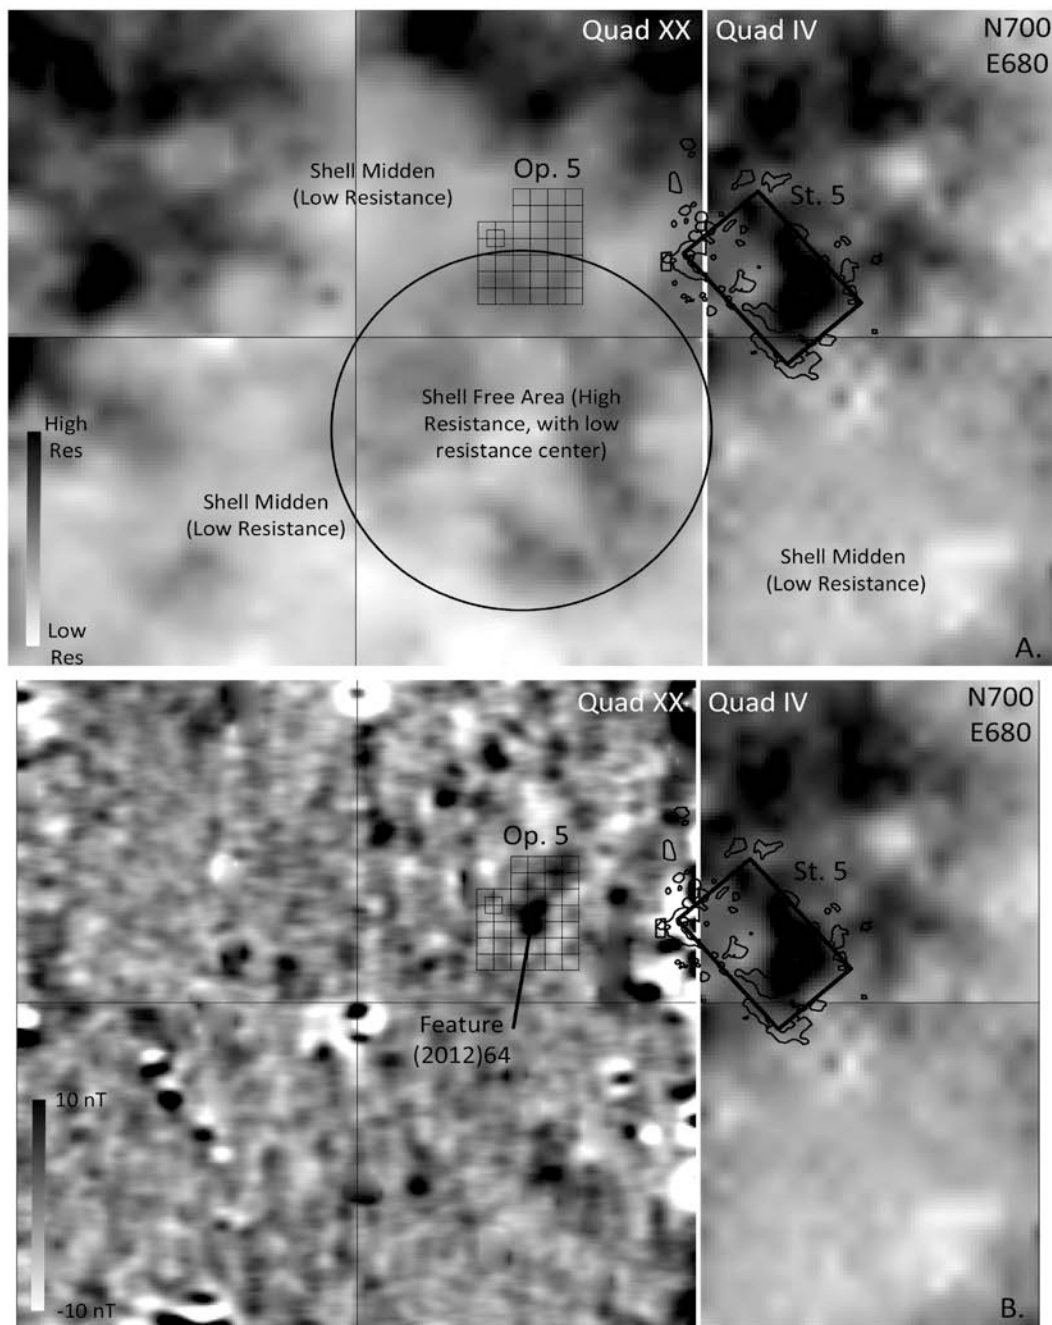 Quad XX
Quad IV
N700
E680
Shell Midden
(Low Resistance)
Op. 5
St. 5
Shell Free Area (High
Resistance, with low
resistance center)
High
Res
Shell Midden
(Low Resistance)
Shell Midden
(Low Resistance)
Low
Res
A.
Quad XX
Quad IV
N700
E680
Op. 5
St. 5
Feature
(2012)64
10 nT
-10 nT
B.